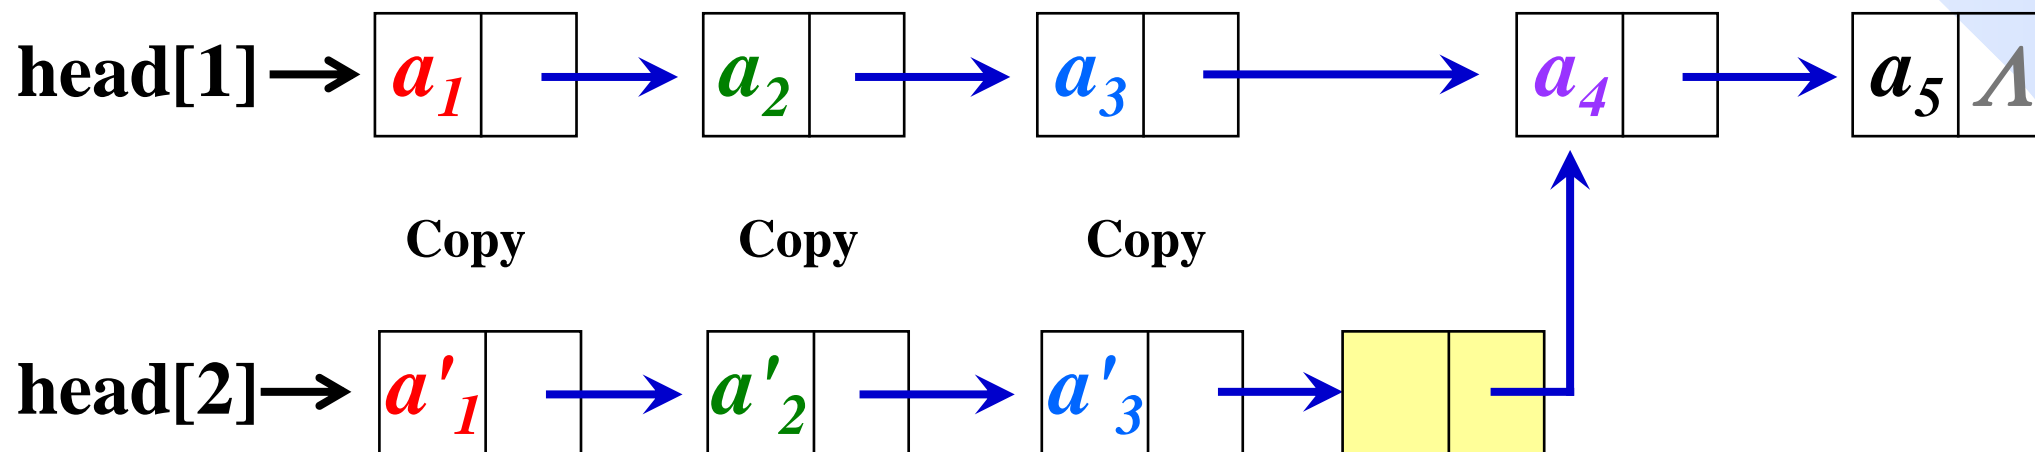 head[1] a1 a2 a3 a4 a5 Λ
Copy Copy Copy
head[2] a'1 a'2 a'3